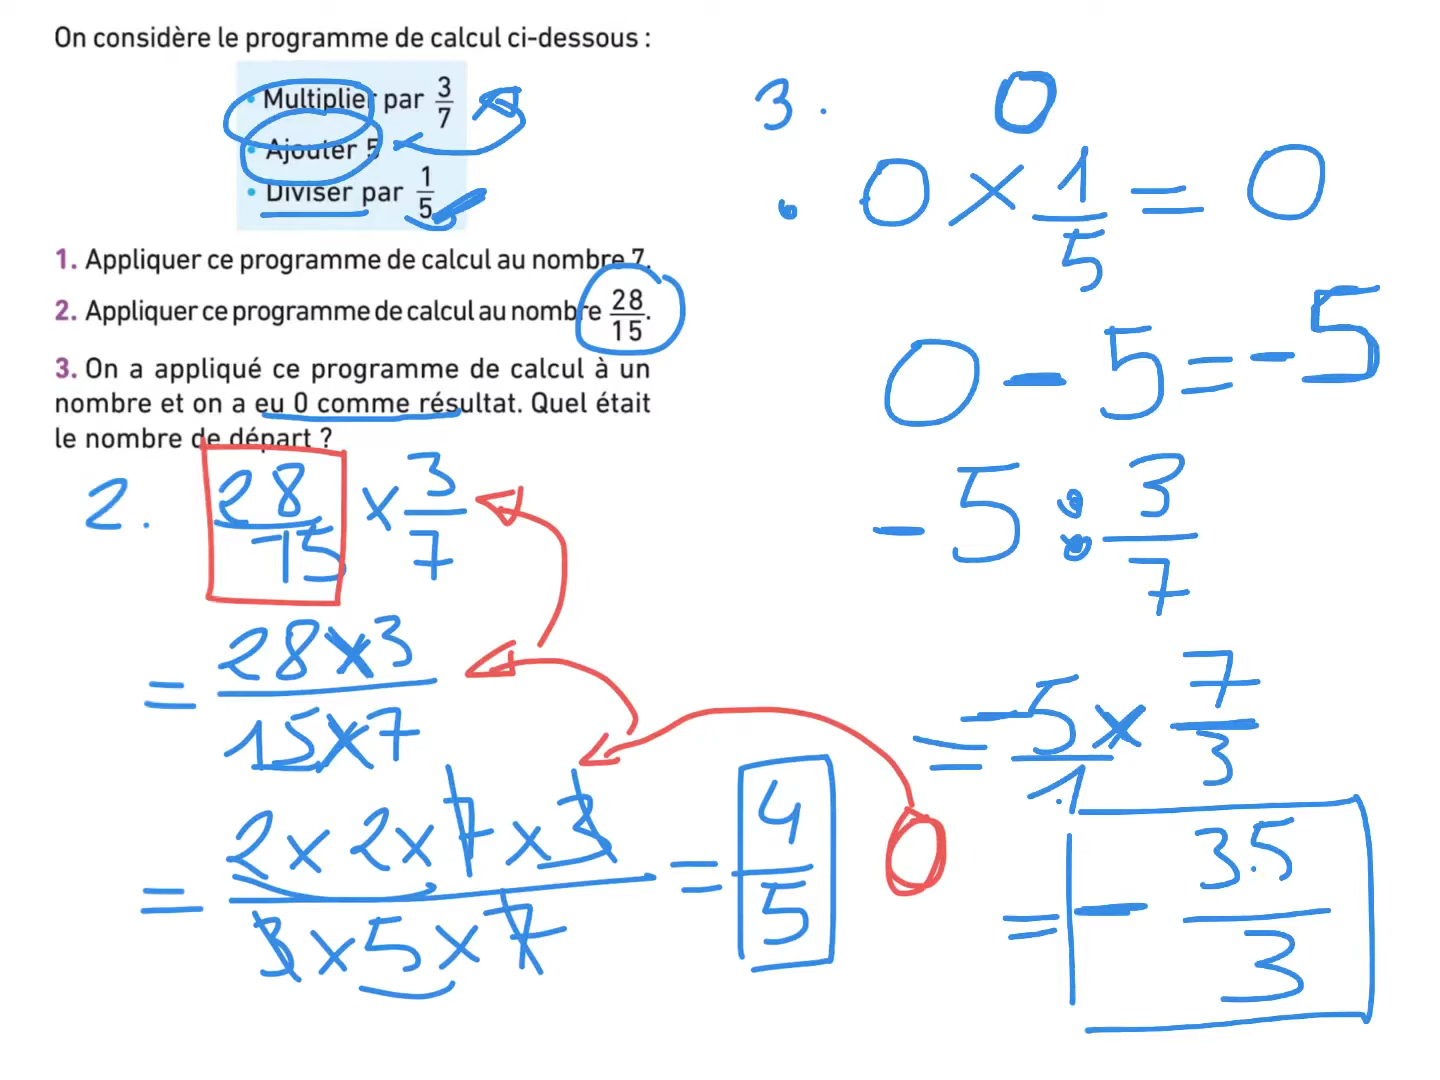 On considère le programme de calcul ci-dessous :
• Multiplier par 3/7
• Ajouter 5
• Diviser par 1/5
1. Appliquer ce programme de calcul au nombre 7.
2. Appliquer ce programme de calcul au nombre 28/15.
3. On a appliqué ce programme de calcul à un
nombre et on a eu 0 comme résultat. Quel était
le nombre de départ ?
2. 28/15 × 3/7
= 28×3/15×7
= 2×2×7×3/3×5×7 = 4/5
0
3. 0
. 0 × 1/5 = 0
0 - 5 = - 5
- 5 : 3/7
= -5/1 × 7/3
= - 35/3